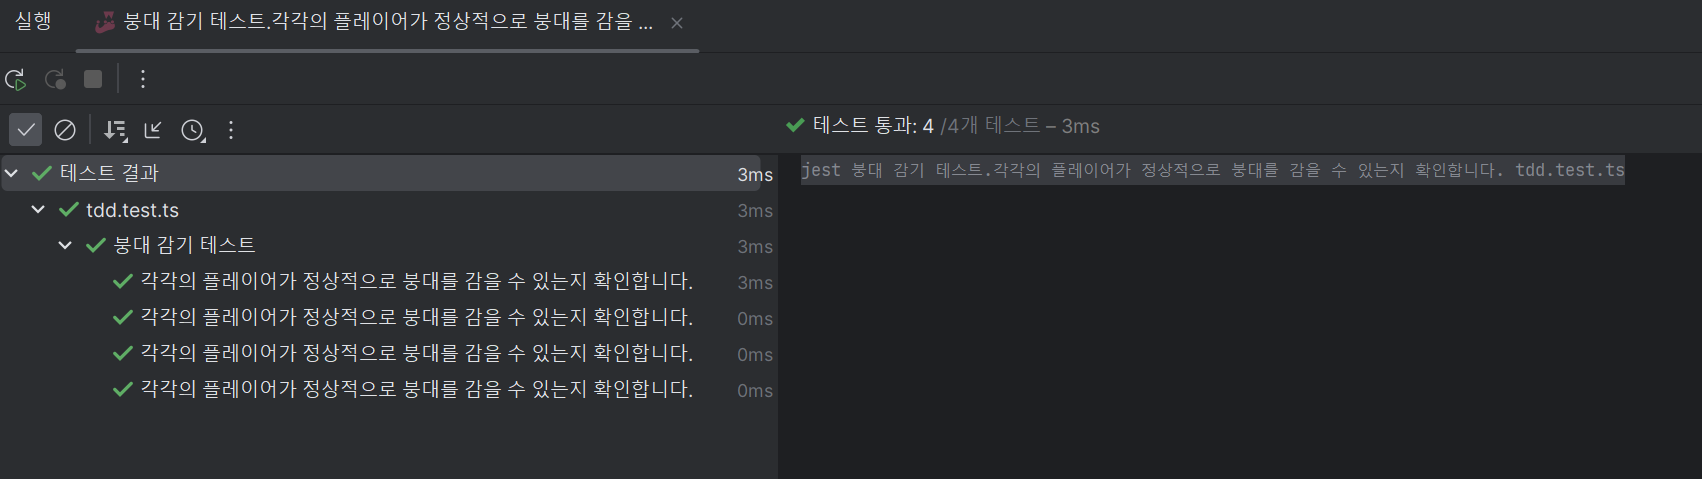 실행
붕대 감기 테스트.각각의 플레이어가 정상적으로 붕대를 감을 ...
테스트 통과: 4 /4개 테스트 – 3ms
테스트 결과 3ms
jest 붕대 감기 테스트.각각의 플레이어가 정상적으로 붕대를 감을 수 있는지 확인합니다. tdd.test.ts
tdd.test.ts 3ms
붕대 감기 테스트 3ms
각각의 플레이어가 정상적으로 붕대를 감을 수 있는지 확인합니다. 3ms
각각의 플레이어가 정상적으로 붕대를 감을 수 있는지 확인합니다. 0ms
각각의 플레이어가 정상적으로 붕대를 감을 수 있는지 확인합니다. 0ms
각각의 플레이어가 정상적으로 붕대를 감을 수 있는지 확인합니다. 0ms